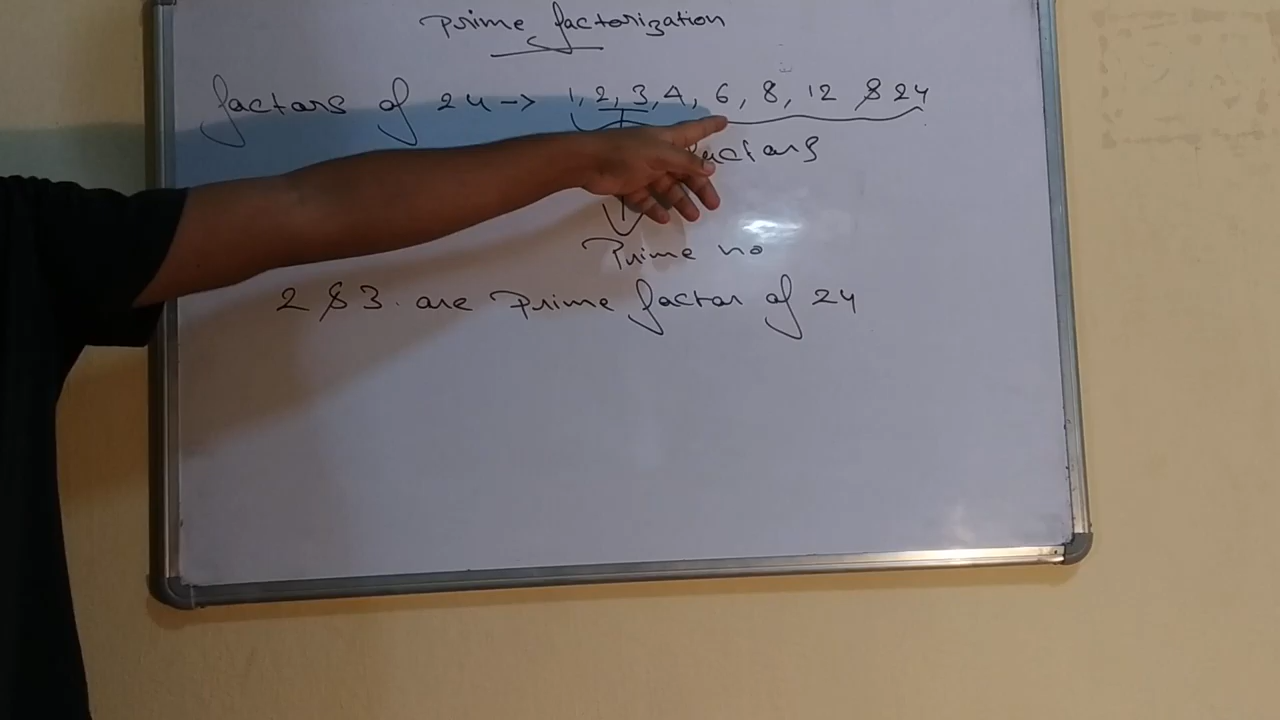 Prime factorization
factors of 24 -> 1, 2, 3, 4, 6, 8, 12 & 24
Prime no
2 & 3. are Prime factor of 24